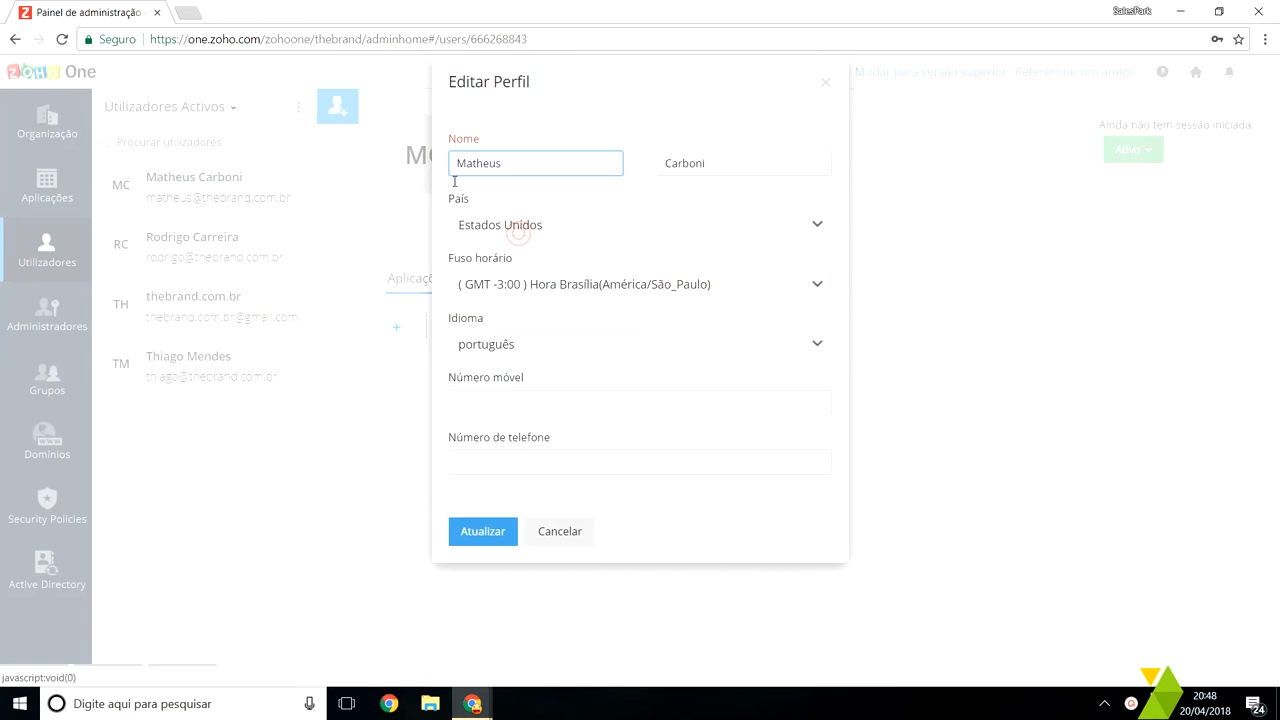 Painel de administração
SalesPark
Seguro
https://one.zoho.com/zohoone/thebrand/adminhome#/users/666268843
ZOHO One
Mudar para versão superior
Referenciar um amigo
Organização
Aplicações
Utilizadores
Administradores
Grupos
Domínios
Security Policies
Active Directory
Utilizadores Activos
Procurar utilizadores
MC
Matheus Carboni
matheus@thebrand.com.br
RC
Rodrigo Carreira
rodrigo@thebrand.com.br
TH
thebrand.com.br
thebrand.com.br@gmail.com
TM
Thiago Mendes
thiago@thebrand.com.br
Aplicaçõ
Editar Perfil
Nome
Matheus
Carboni
País
Estados Unidos
Fuso horário
( GMT -3:00 ) Hora Brasília(América/São_Paulo)
Idioma
português
Número móvel
Número de telefone
Atualizar
Cancelar
Ainda não tem sessão iniciada.
Ativo
javascript:void(0)
Digite aqui para pesquisar
20:48
20/04/2018
24